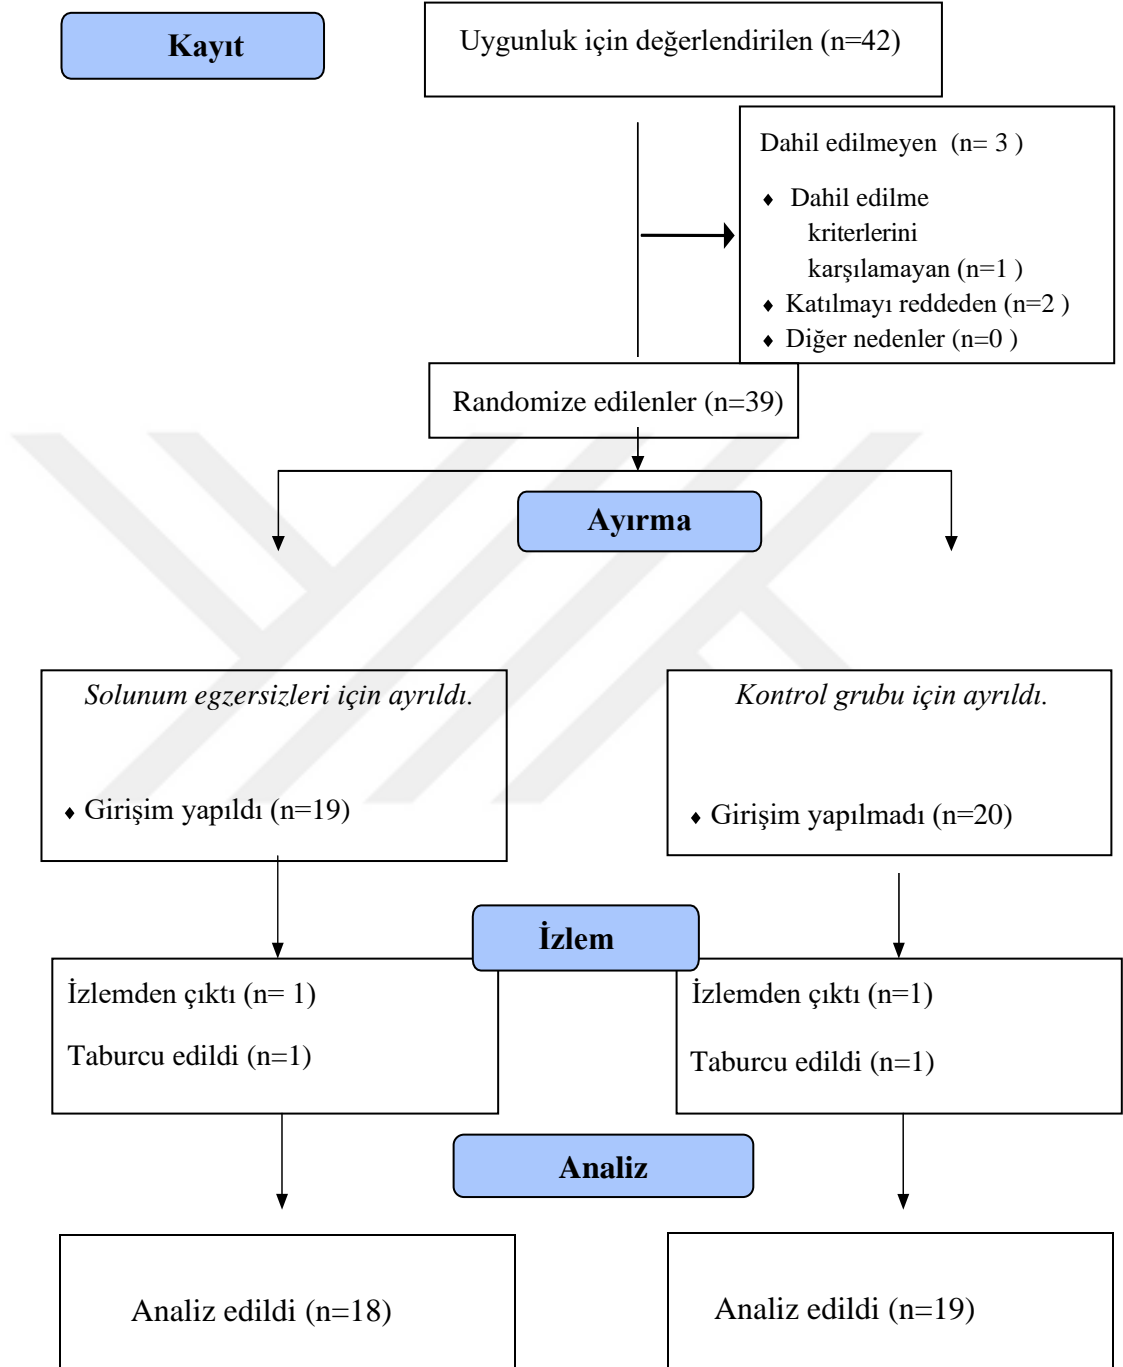 Kayıt
Uygunluk için değerlendirilen (n=42)
Dahil edilmeyen (n= 3 )
♦ Dahil edilme
kriterlerini
karşılamayan (n=1 )
♦ Katılmayı reddeden (n=2 )
♦ Diğer nedenler (n=0 )
Randomize edilenler (n=39)
Ayırma
Solunum egzersizleri için ayrıldı.
♦ Girişim yapıldı (n=19)
Kontrol grubu için ayrıldı.
♦ Girişim yapılmadı (n=20)
İzlem
İzlemden çıktı (n= 1)
Taburcu edildi (n=1)
İzlemden çıktı (n=1)
Taburcu edildi (n=1)
Analiz
Analiz edildi (n=18)
Analiz edildi (n=19)